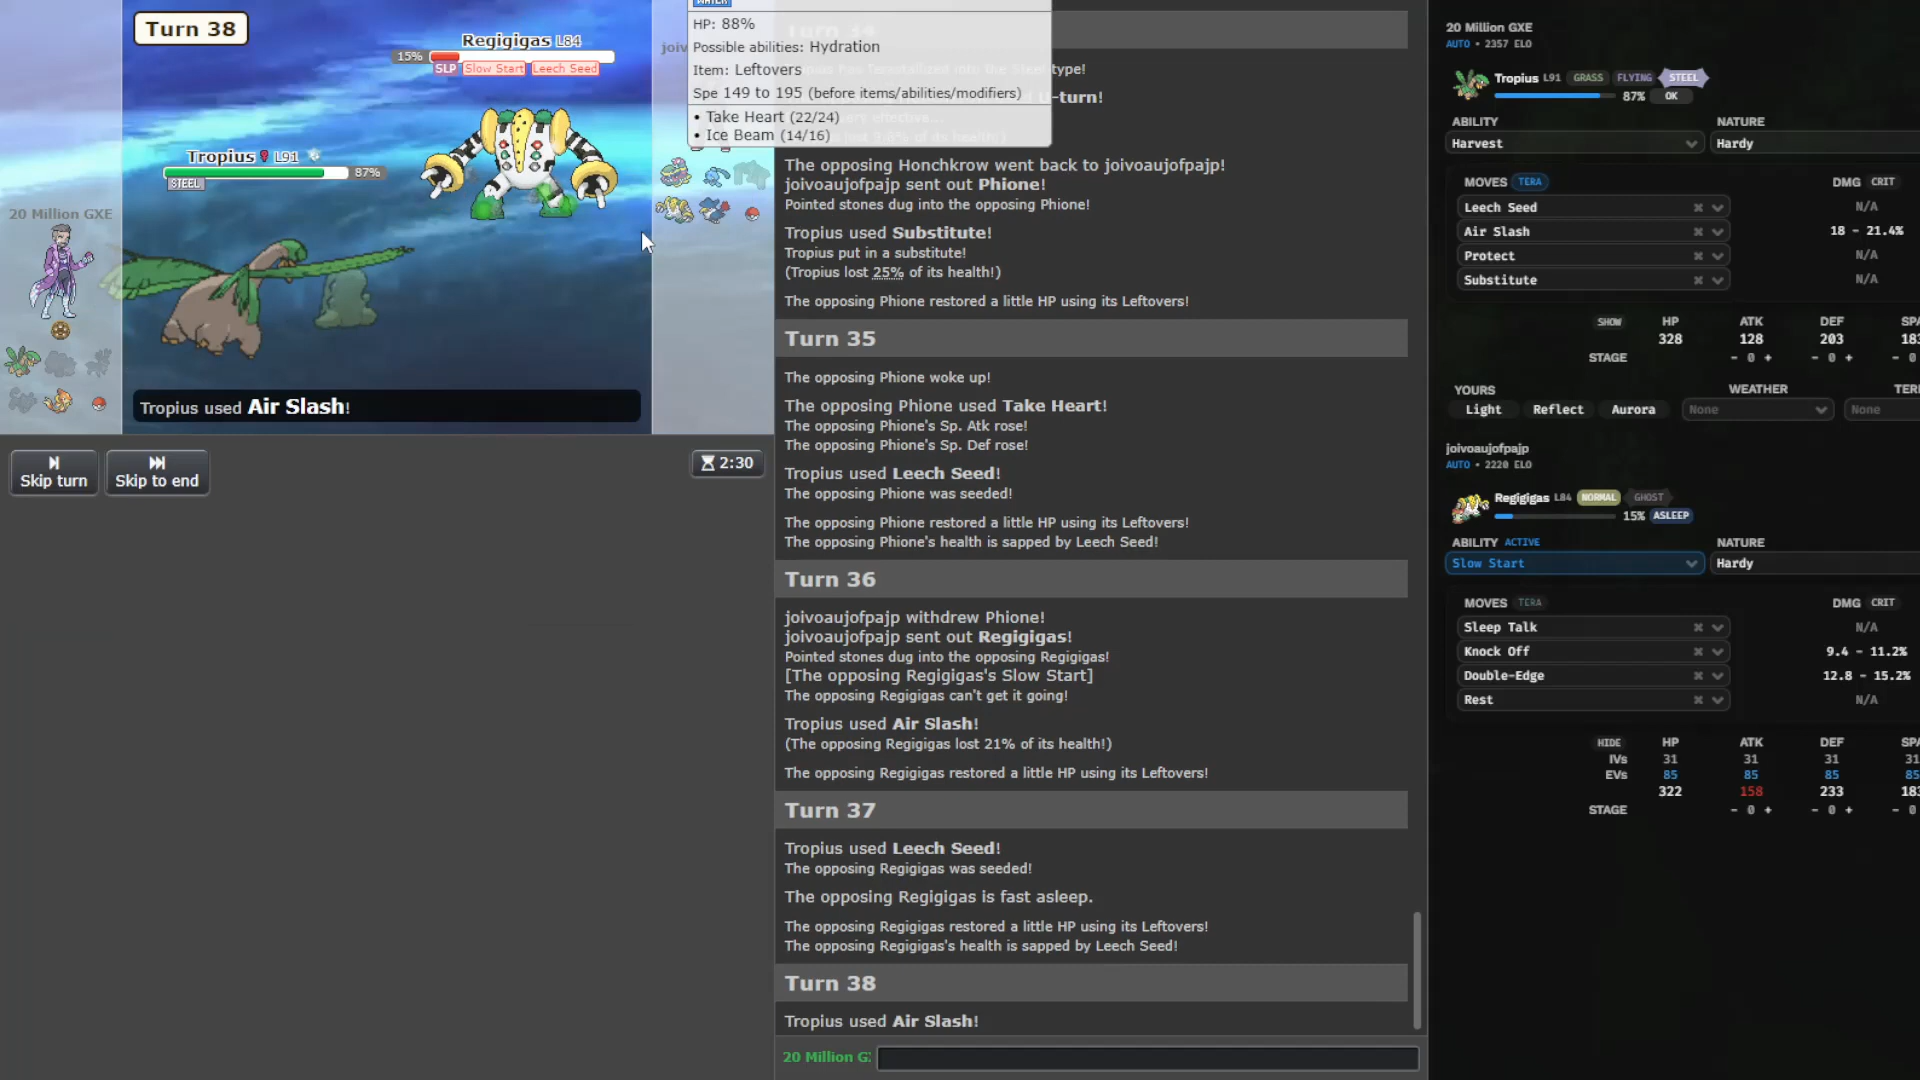 Turn 38
Regigigas L84
15%
SLP Slow Start Leech Seed
Tropius L91
87%
STEEL
20 Million GXE
Tropius used Air Slash!
Skip turn
Skip to end
2:30
WATER
HP: 88%
Possible abilities: Hydration
Item: Leftovers
Spe 149 to 195 (before items/abilities/modifiers)
• Take Heart (22/24)
• Ice Beam (14/16)
The opposing Honchkrow went back to joivoaujofpajp!
joivoaujofpajp sent out Phione!
Pointed stones dug into the opposing Phione!
Tropius used Substitute!
Tropius put in a substitute!
(Tropius lost 25% of its health!)
The opposing Phione restored a little HP using its Leftovers!
Turn 35
The opposing Phione woke up!
The opposing Phione used Take Heart!
The opposing Phione's Sp. Atk rose!
The opposing Phione's Sp. Def rose!
Tropius used Leech Seed!
The opposing Phione was seeded!
The opposing Phione restored a little HP using its Leftovers!
The opposing Phione's health is sapped by Leech Seed!
Turn 36
joivoaujofpajp withdrew Phione!
joivoaujofpajp sent out Regigigas!
Pointed stones dug into the opposing Regigigas!
[The opposing Regigigas's Slow Start]
The opposing Regigigas can't get it going!
Tropius used Air Slash!
(The opposing Regigigas lost 21% of its health!)
The opposing Regigigas restored a little HP using its Leftovers!
Turn 37
Tropius used Leech Seed!
The opposing Regigigas was seeded!
The opposing Regigigas is fast asleep.
The opposing Regigigas restored a little HP using its Leftovers!
The opposing Regigigas's health is sapped by Leech Seed!
Turn 38
Tropius used Air Slash!
20 Million G
20 Million GXE
AUTO • 2357 ELO
Tropius L91 GRASS FLYING STEEL
87% OK
ABILITY NATURE
Harvest Hardy
MOVES TERA DMG CRIT
Leech Seed N/A
Air Slash 18 - 21.4%
Protect N/A
Substitute N/A
SHOW HP ATK DEF SPA
328 128 203 183
STAGE - 0 + - 0 + - 0
YOURS WEATHER TER
Light Reflect Aurora None None
joivoaujofpajp
AUTO • 2220 ELO
Regigigas L84 NORMAL GHOST
15% ASLEEP
ABILITY ACTIVE NATURE
Slow Start Hardy
MOVES TERA DMG CRIT
Sleep Talk N/A
Knock Off 9.4 - 11.2%
Double-Edge 12.8 - 15.2%
Rest N/A
HIDE HP ATK DEF SPA
IVs 31 31 31 31
EVs 85 85 85 85
322 158 233 183
STAGE - 0 + - 0 + - 0